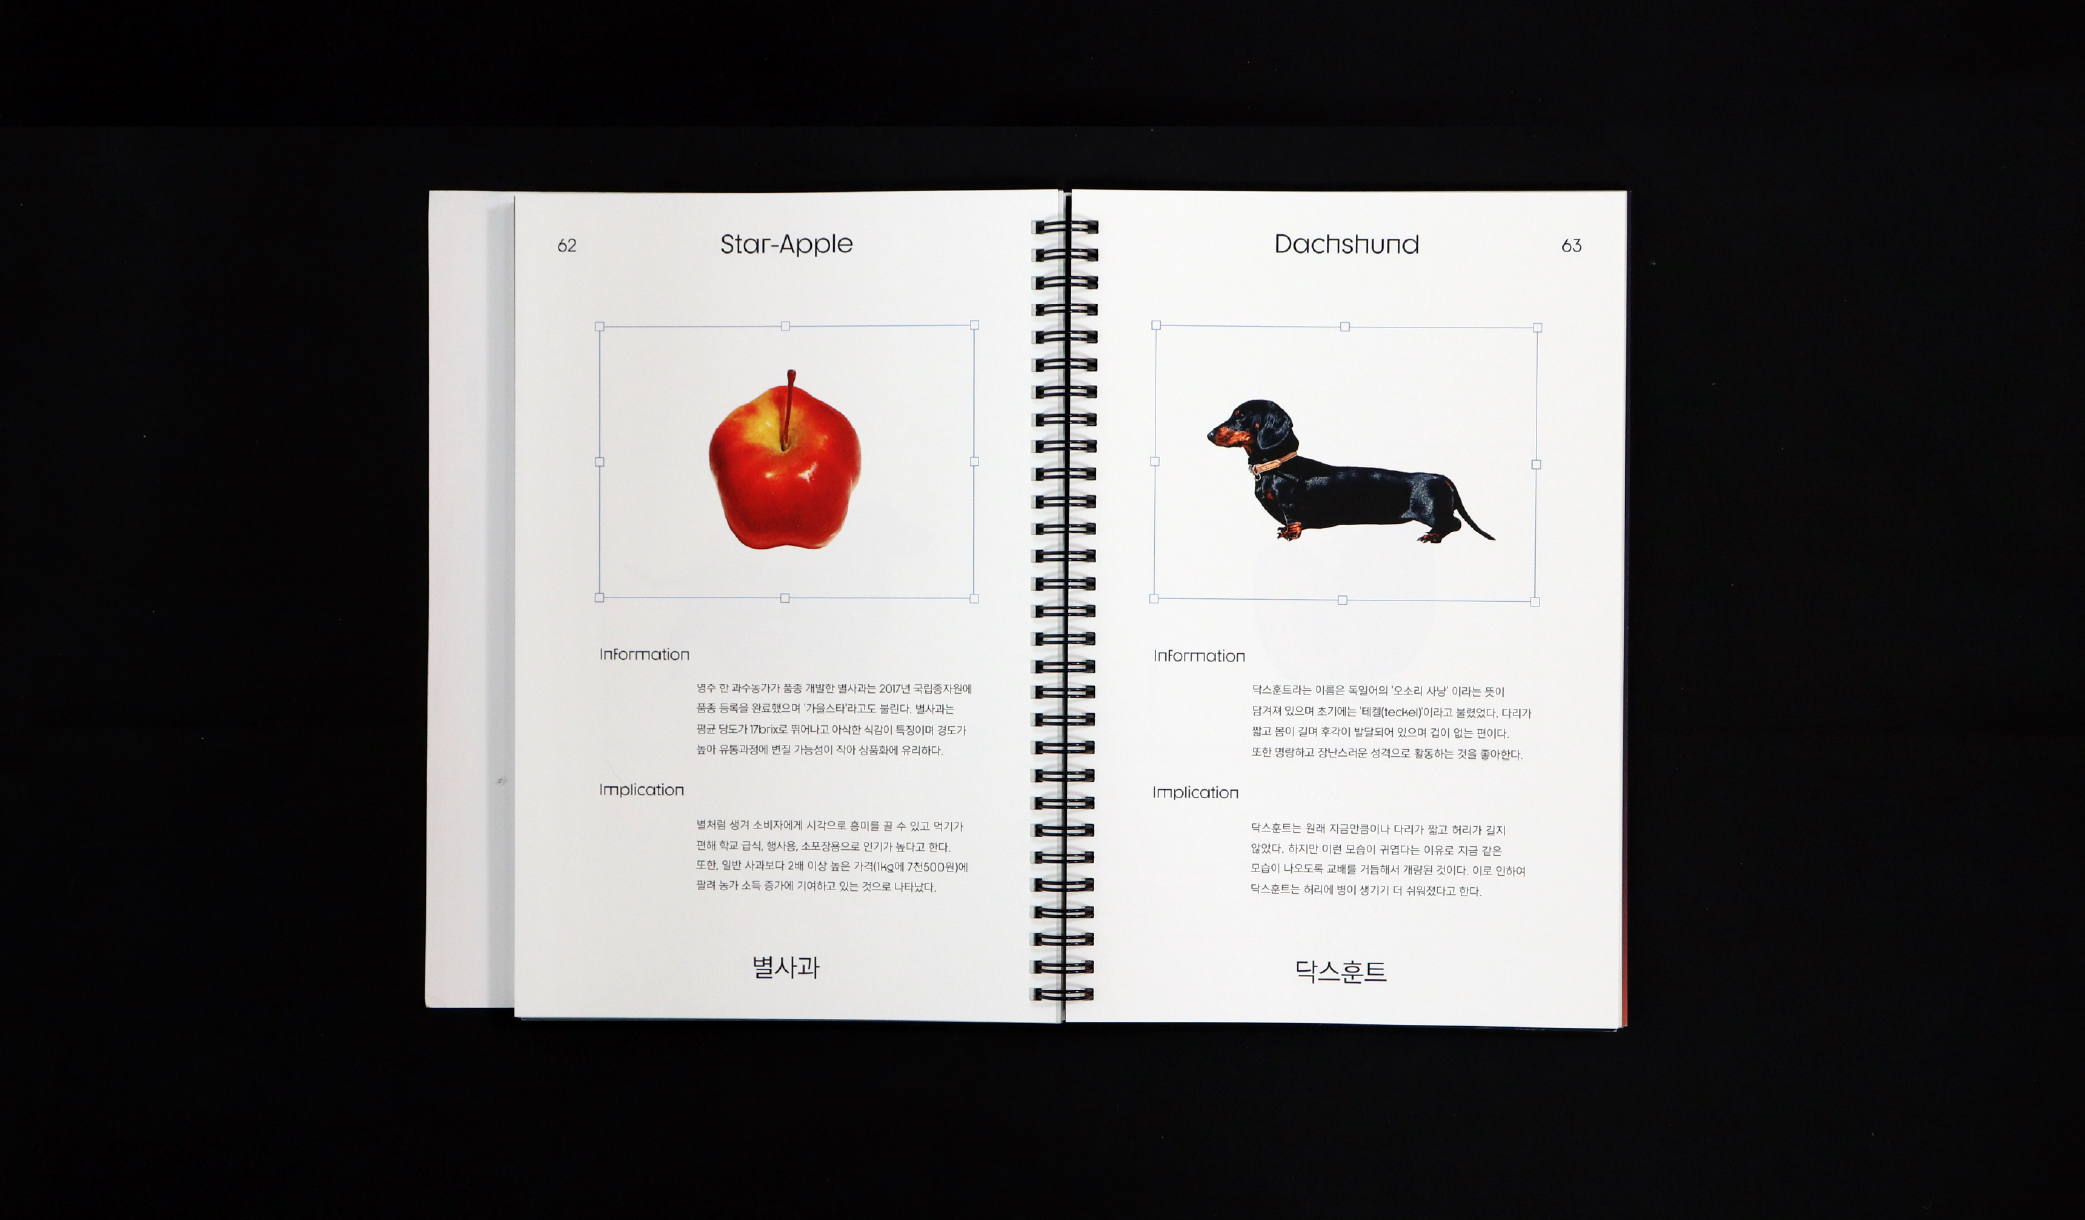 62
Star-Apple
Information
영주 한 과수농가가 품종 개발한 별사과는 2017년 국립종자원에
품종 등록을 완료했으며 '가을스타'라고도 불린다. 별사과는
평균 당도가 17brix로 뛰어나고 아삭한 식감이 특징이며 경도가
높아 유통과정에 변질 가능성이 작아 상품화에 유리하다.
Implication
별처럼 생겨 소비자에게 시각으로 흥미를 끌 수 있고 먹기가
편해 학교 급식, 행사용, 소포장용으로 인기가 높다고 한다.
또한, 일반 사과보다 2배 이상 높은 가격(1kg에 7천500원)에
팔려 농가 소득 증가에 기여하고 있는 것으로 나타났다.
별사과
Dachshund
63
Information
닥스훈트라는 이름은 독일어의 '오소리 사냥' 이라는 뜻이
담겨져 있으며 초기에는 '테켈(teckel)'이라고 불렸었다. 다리가
짧고 몸이 길며 후각이 발달되어 있으며 겁이 없는 편이다.
또한 명랑하고 장난스러운 성격으로 활동하는 것을 좋아한다.
Implication
닥스훈트는 원래 지금만큼이나 다리가 짧고 허리가 길지
않았다. 하지만 이런 모습이 귀엽다는 이유로 지금 같은
모습이 나오도록 교배를 거듭해서 개량된 것이다. 이로 인하여
닥스훈트는 허리에 병이 생기기 더 쉬워졌다고 한다.
닥스훈트